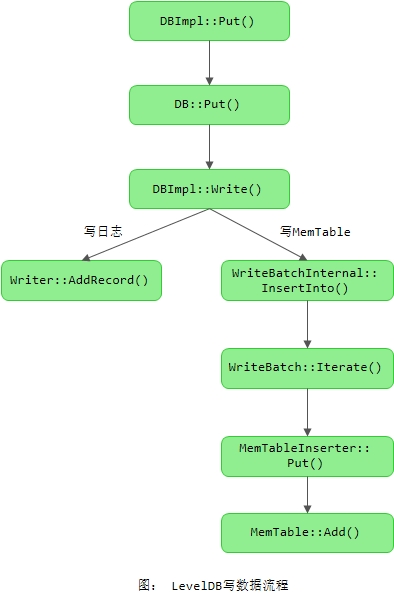 DBImpl::Put()
DB::Put()
DBImpl::Write()
写日志
写MemTable
Writer::AddRecord()
WriteBatchInternal::
InsertInto()
WriteBatch::Iterate()
MemTableInserter::
Put()
MemTable::Add()
图： LevelDB写数据流程